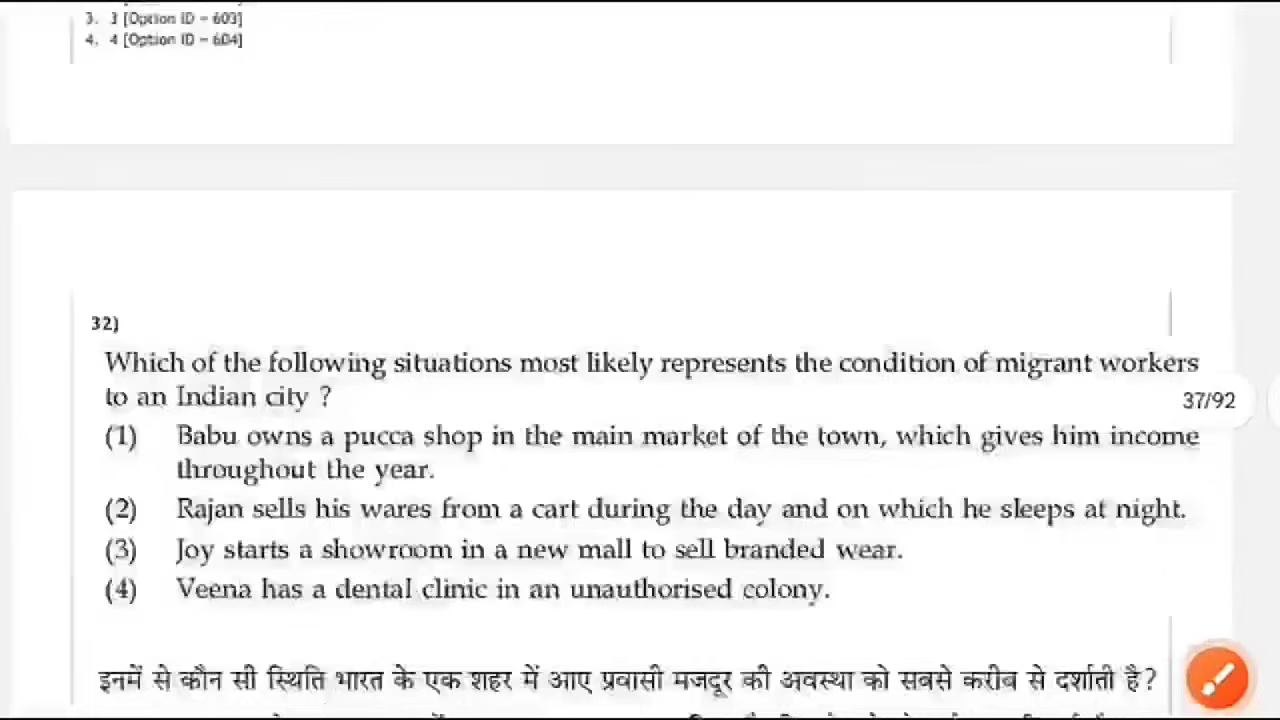 3. 3 [Option ID = 603]
4. 4 [Option ID = 604]
32)
Which of the following situations most likely represents the condition of migrant workers
to an Indian city ?
37/92
(1) Babu owns a pucca shop in the main market of the town, which gives him income
throughout the year.
(2) Rajan sells his wares from a cart during the day and on which he sleeps at night.
(3) Joy starts a showroom in a new mall to sell branded wear.
(4) Veena has a dental clinic in an unauthorised colony.
इनमें से कौन सी स्थिति भारत के एक शहर में आए प्रवासी मजदूर की अवस्था को सबसे करीब से दर्शाती है?